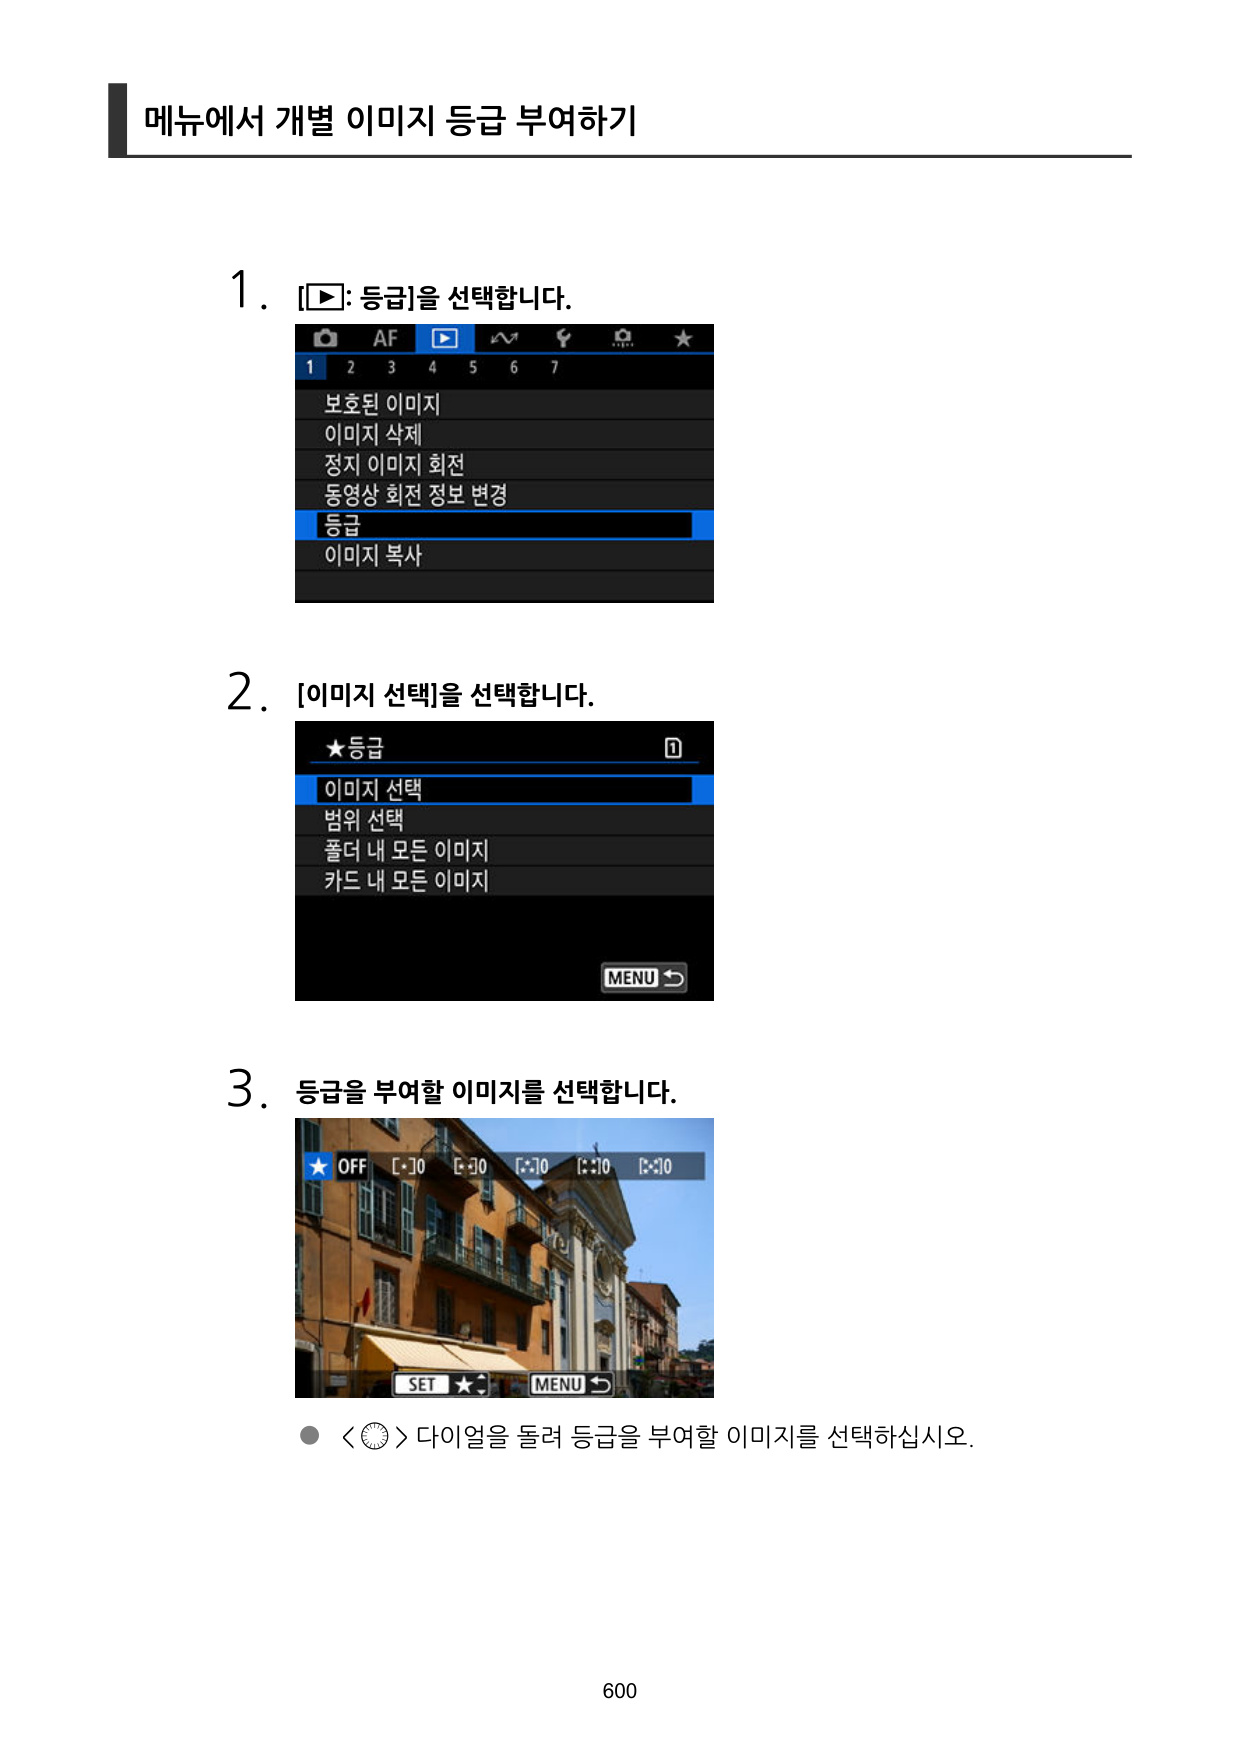 메뉴에서 개별 이미지 등급 부여하기
1. [▶: 등급]을 선택합니다.
AF
1 2 3 4 5 6 7
보호된 이미지
이미지 삭제
정지 이미지 회전
동영상 회전 정보 변경
등급
이미지 복사
2. [이미지 선택]을 선택합니다.
★등급 1
이미지 선택
범위 선택
폴더 내 모든 이미지
카드 내 모든 이미지
MENU
3. 등급을 부여할 이미지를 선택합니다.
★ OFF [•]0 [••]0 [∴]0 [::]0 [⁙]0
SET ★ MENU
● < > 다이얼을 돌려 등급을 부여할 이미지를 선택하십시오.
600